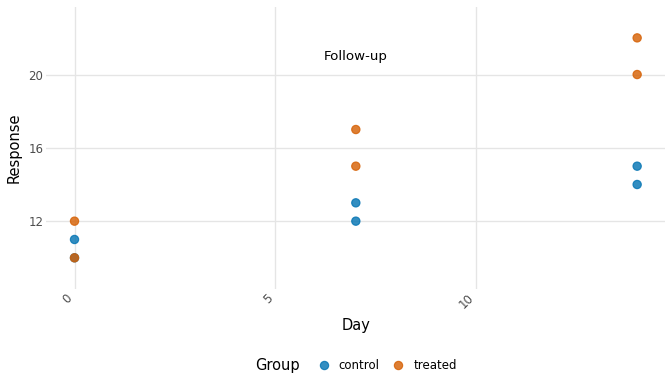 Follow-up
20
16
12
Response
0 5 10
Day
Group control treated